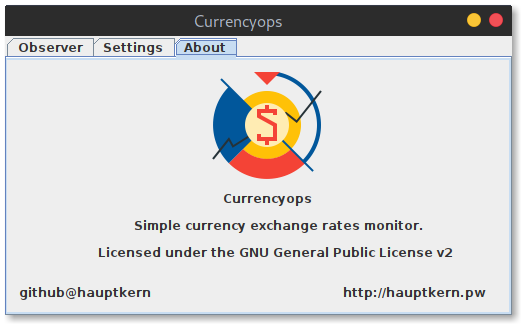 Currencyops
Observer Settings About
$
Currencyops
Simple currency exchange rates monitor.
Licensed under the GNU General Public License v2
github@hauptkern http://hauptkern.pw